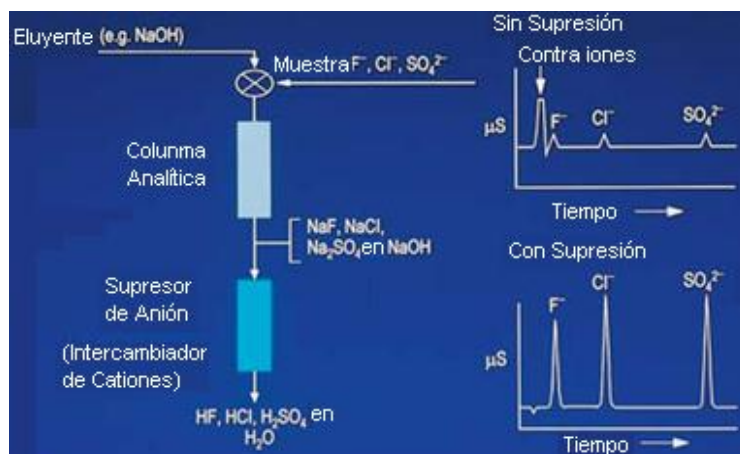 Eluyente (e.g. NaOH)
Muestra F⁻, Cl⁻, SO₄²⁻
Colunma
Analítica
NaF, NaCl,
Na₂SO₄ en NaOH
Supresor
de Anión
(Intercambiador
de Cationes)
HF, HCl, H₂SO₄ en
H₂O
Sin Supresión
Contra iones
F⁻
Cl⁻
SO₄²⁻
µS
Tiempo
Con Supresión
F⁻
Cl⁻
SO₄²⁻
µS
Tiempo